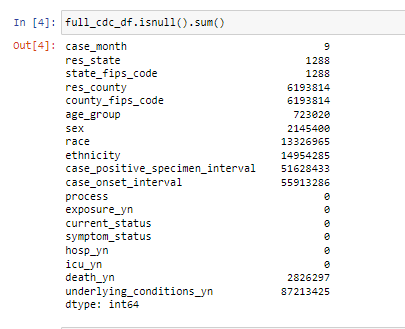 In [4]: full_cdc_df.isnull().sum()
Out[4]: case_month 9
res_state 1288
state_fips_code 1288
res_county 6193814
county_fips_code 6193814
age_group 723020
sex 2145400
race 13326965
ethnicity 14954285
case_positive_specimen_interval 51628433
case_onset_interval 55913286
process 0
exposure_yn 0
current_status 0
symptom_status 0
hosp_yn 0
icu_yn 0
death_yn 2826297
underlying_conditions_yn 87213425
dtype: int64